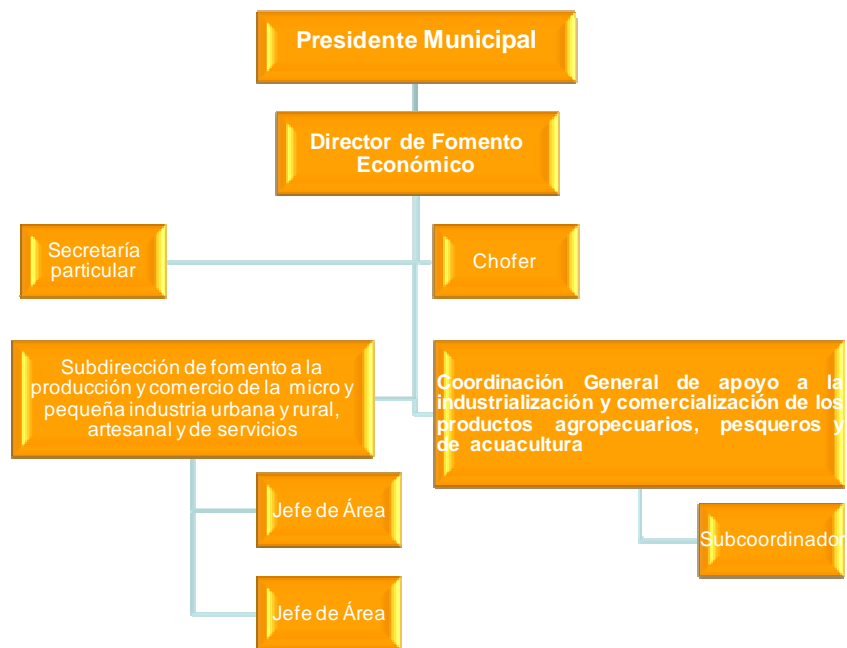 Presidente Municipal
Director de Fomento
Económico
Secretaría
particular
Chofer
Subdirección de fomento a la
producción y comercio de la micro y
pequeña industria urbana y rural,
artesanal y de servicios
Coordinación General de apoyo a la
industrialización y comercialización de los
productos agropecuarios, pesqueros y
de acuacultura
Jefe de Área
Subcoordinador
Jefe de Área